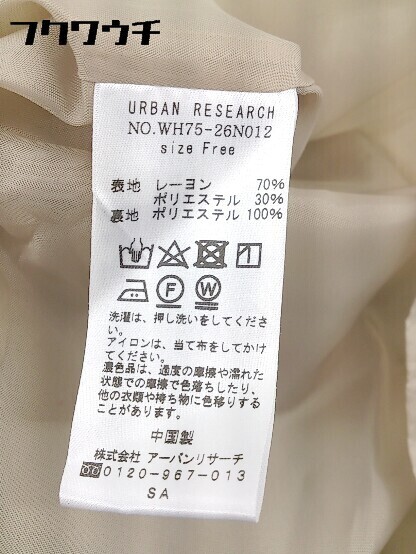 フクウウチ
URBAN RESEARCH
NO.WH75-26N012
size Free
表地 レーヨン 70%
ポリエステル 30%
裏地 ポリエステル 100%
F W
洗濯は、押し洗いをしてくださ
い。
アイロンは、当て布をしてかけ
てください。
濃色品は、過度の摩擦や濡れた
状態での摩擦で色落ちしたり、
他の衣類や持ち物に色移りする
ことがあります。
中国製
株式会社 アーバンリサーチ
0120-967-013
SA